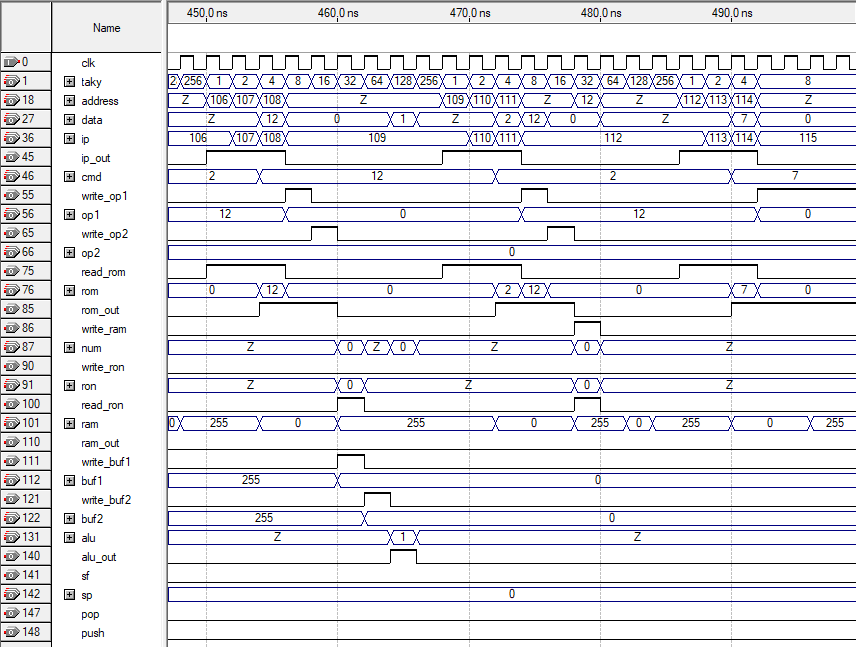 450,0 ns 460,0 ns 470,0 ns 480,0 ns 490,0 ns
Name
0 clk
1 taky 2 256 1 2 4 8 16 32 64 128 256 1 2 4 8 16 32 64 128 256 1 2 4 8
18 address Z 106 107 108 Z 109 110 111 Z 12 Z 112 113 114 Z
27 data Z 12 0 1 Z 2 12 0 Z 7 0
36 ip 106 107 108 109 110 111 112 113 114 115
45 ip_out
46 cmd 2 12 2 7
55 write_op1
56 op1 12 0 12 0
65 write_op2
66 op2 0
75 read_rom
76 rom 0 12 0 2 12 0 7 0
85 rom_out
86 write_ram
87 num Z 0 Z 0 Z 0 Z
90 write_ron
91 ron Z 0 Z 0 Z
100 read_ron
101 ram 0 255 0 255 0 255 0 255 0 255
110 ram_out
111 write_buf1
112 buf1 255 0
121 write_buf2
122 buf2 255 0
131 alu Z 1 Z
140 alu_out
141 sf
142 sp 0
147 pop
148 push